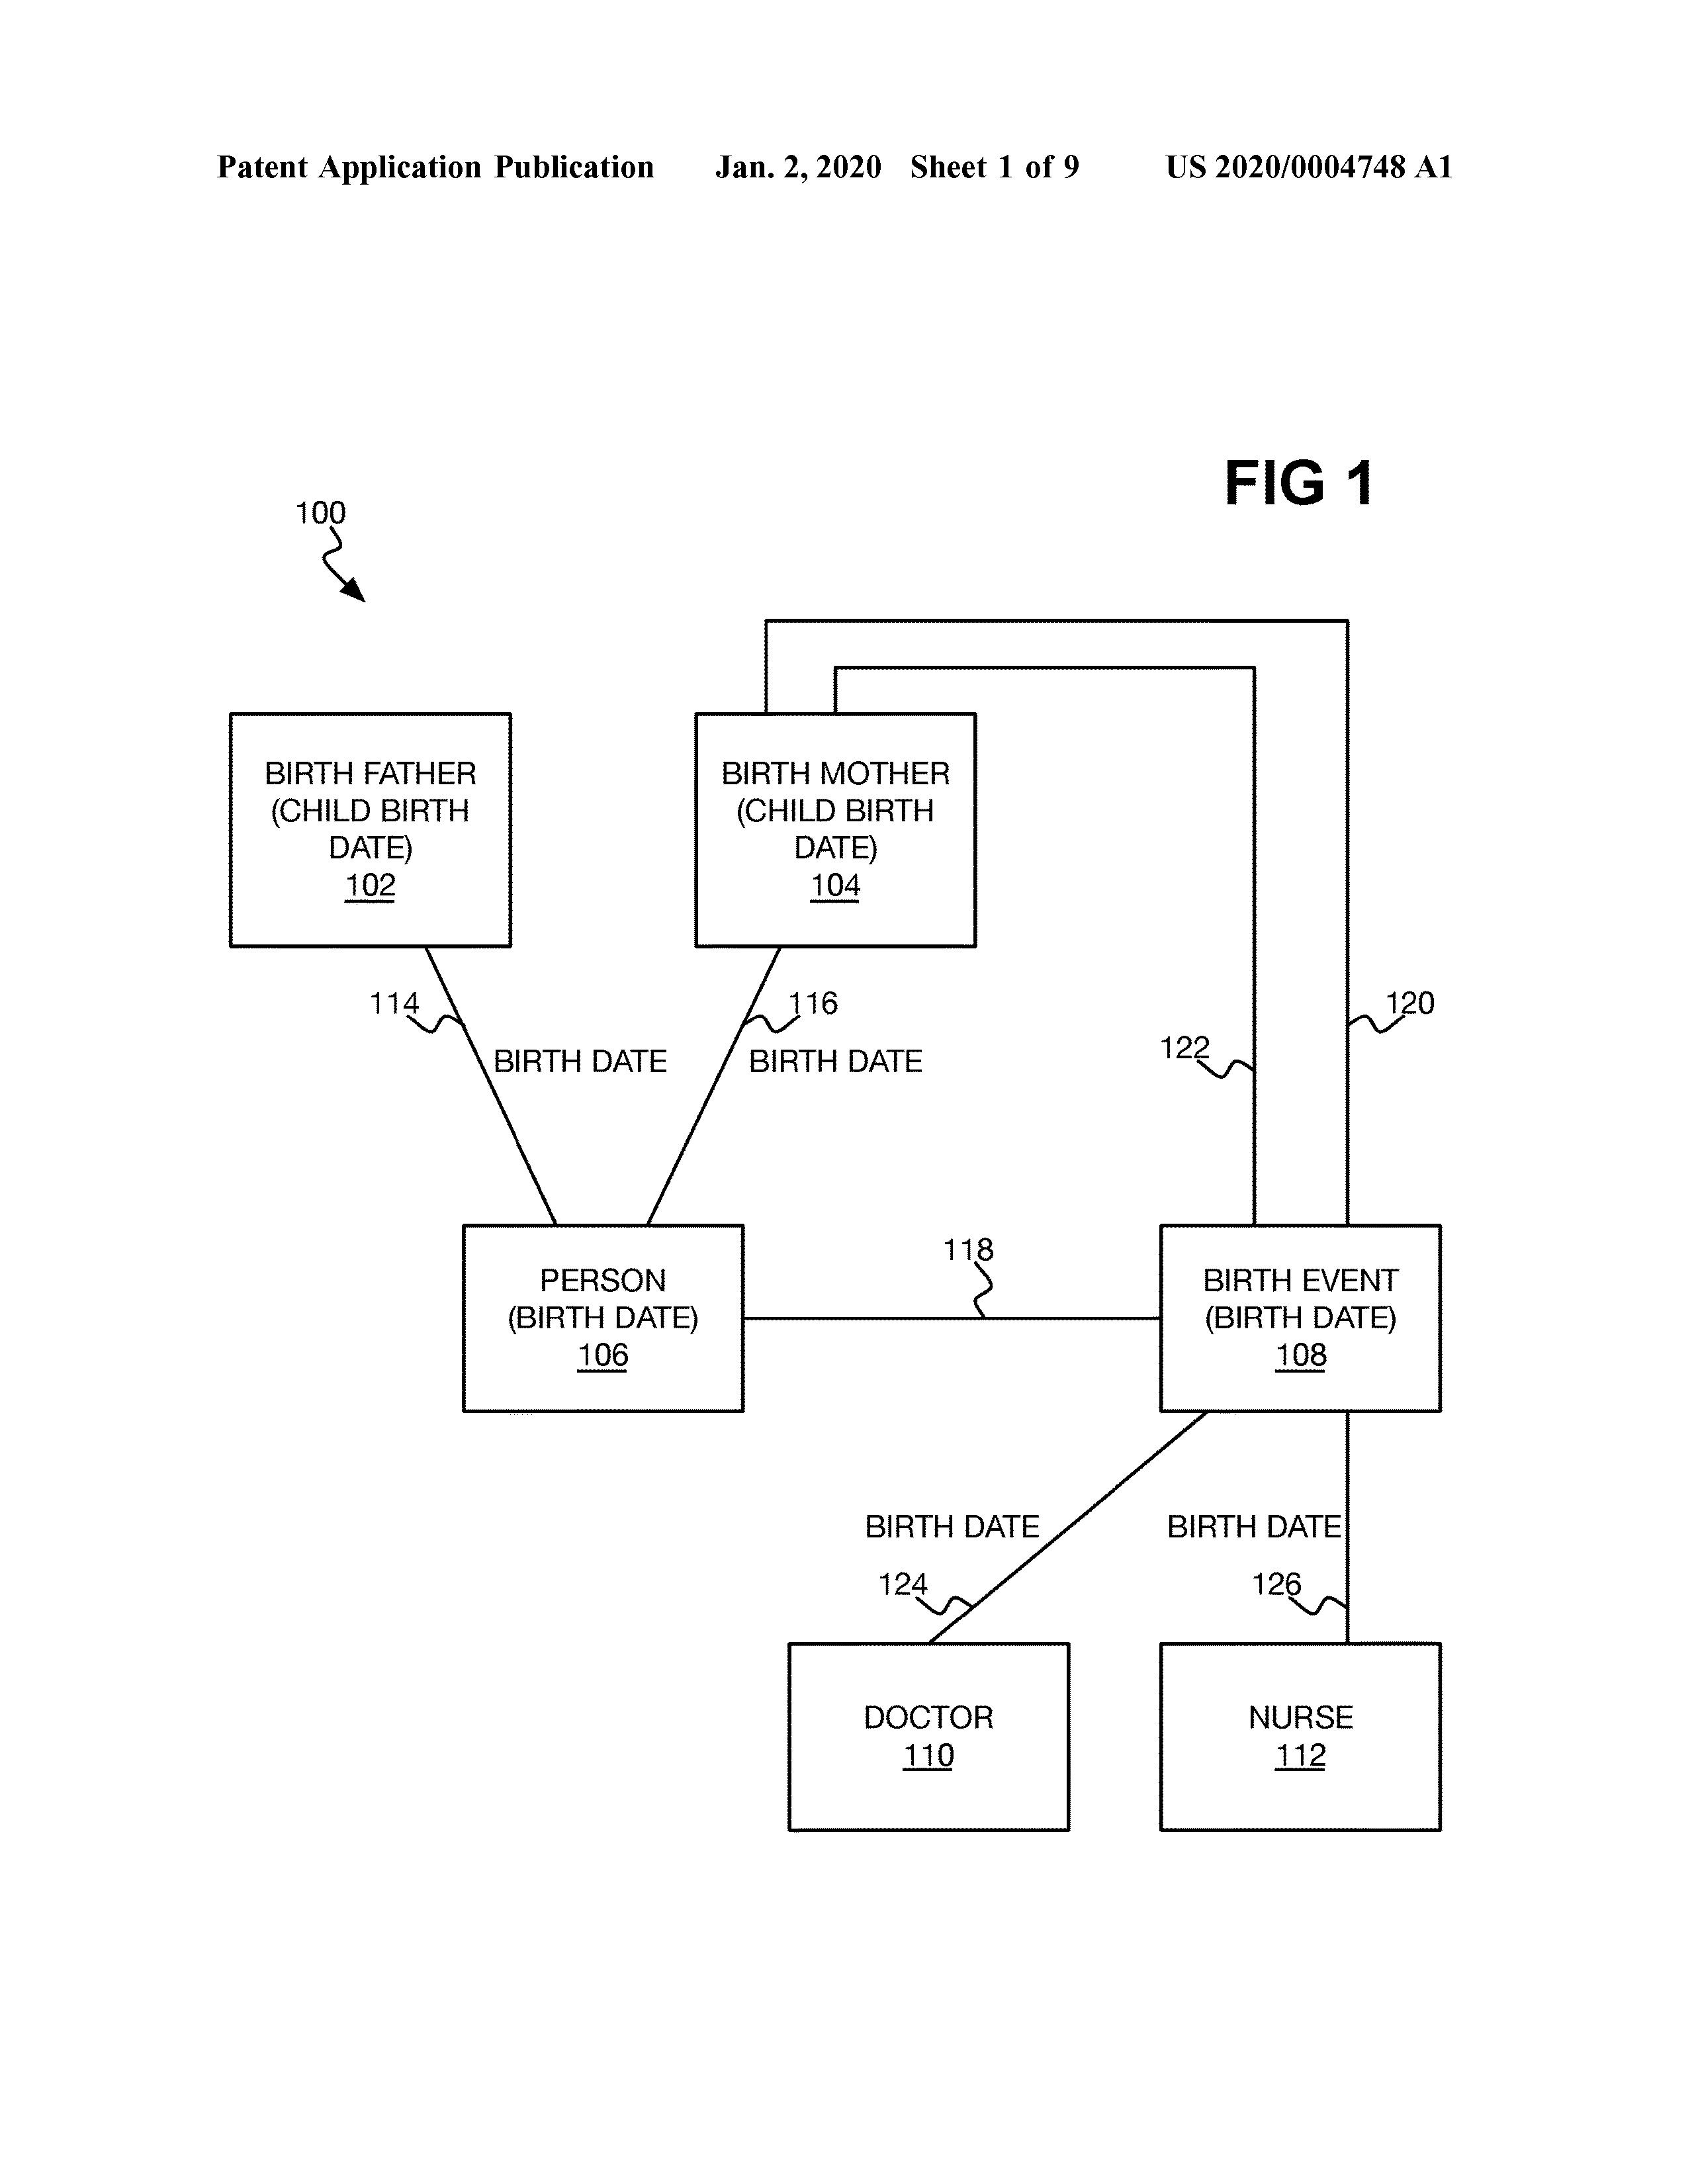 Patent Application Publication Jan. 2, 2020 Sheet 1 of 9 US 2020/0004748 A1
FIG 1
100
BIRTH FATHER
(CHILD BIRTH
DATE)
102
BIRTH MOTHER
(CHILD BIRTH
DATE)
104
114
116
120
122
BIRTH DATE
BIRTH DATE
118
PERSON
(BIRTH DATE)
106
BIRTH EVENT
(BIRTH DATE)
108
BIRTH DATE
BIRTH DATE
124
126
DOCTOR
110
NURSE
112